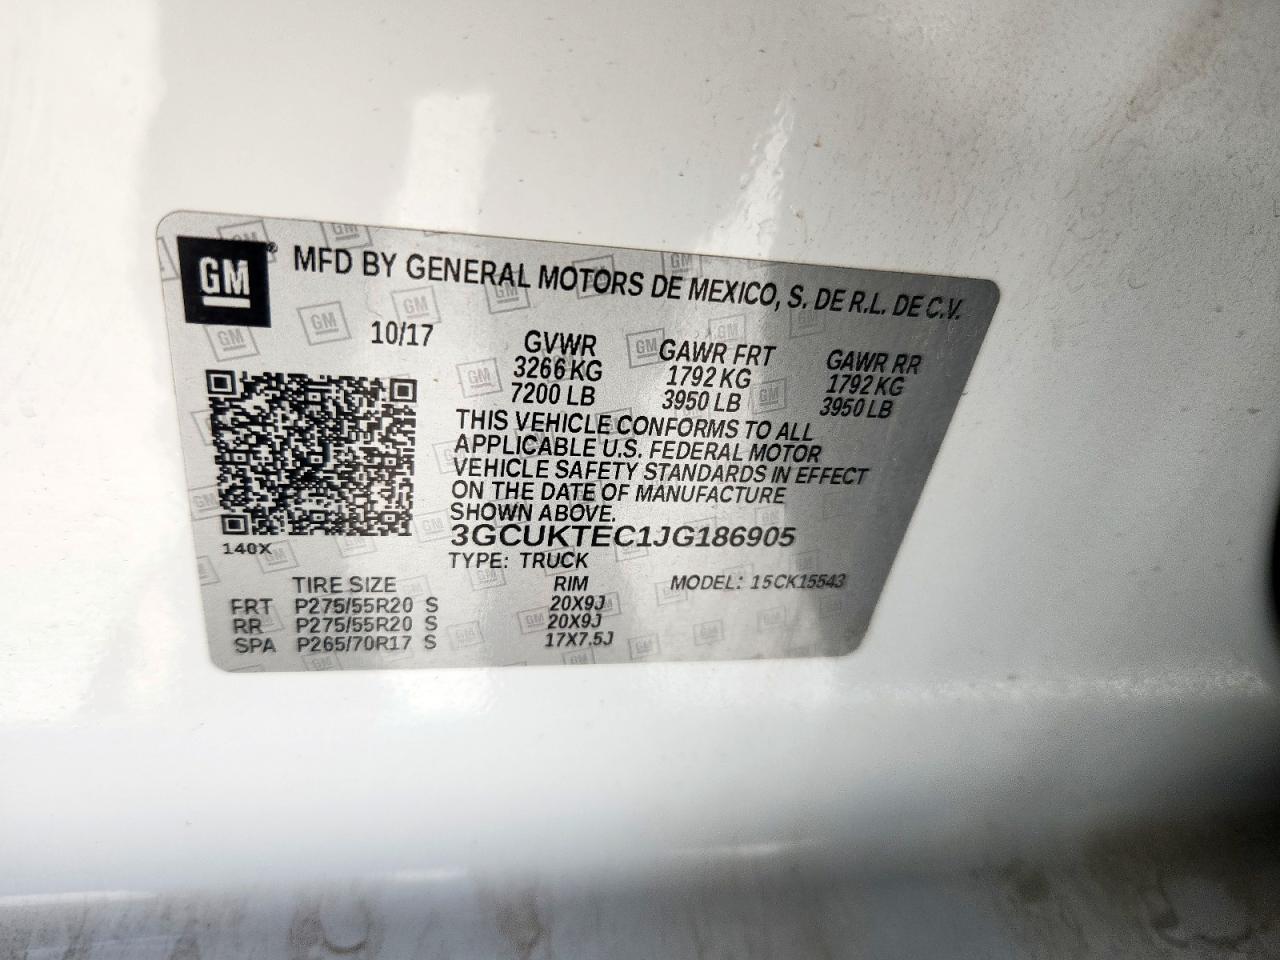 GM® MFD BY GENERAL MOTORS DE MEXICO, S. DE R.L. DE C.V.
10/17 GVWR GAWR FRT GAWR RR
3266 KG 1792 KG 1792 KG
7200 LB 3950 LB 3950 LB
THIS VEHICLE CONFORMS TO ALL
APPLICABLE U.S. FEDERAL MOTOR
VEHICLE SAFETY STANDARDS IN EFFECT
ON THE DATE OF MANUFACTURE
SHOWN ABOVE.
3GCUKTEC1JG186905
140X
TYPE: TRUCK
TIRE SIZE RIM MODEL: 15CK15543
FRT P275/55R20 S 20X9J
RR P275/55R20 S 20X9J
SPA P265/70R17 S 17X7.5J